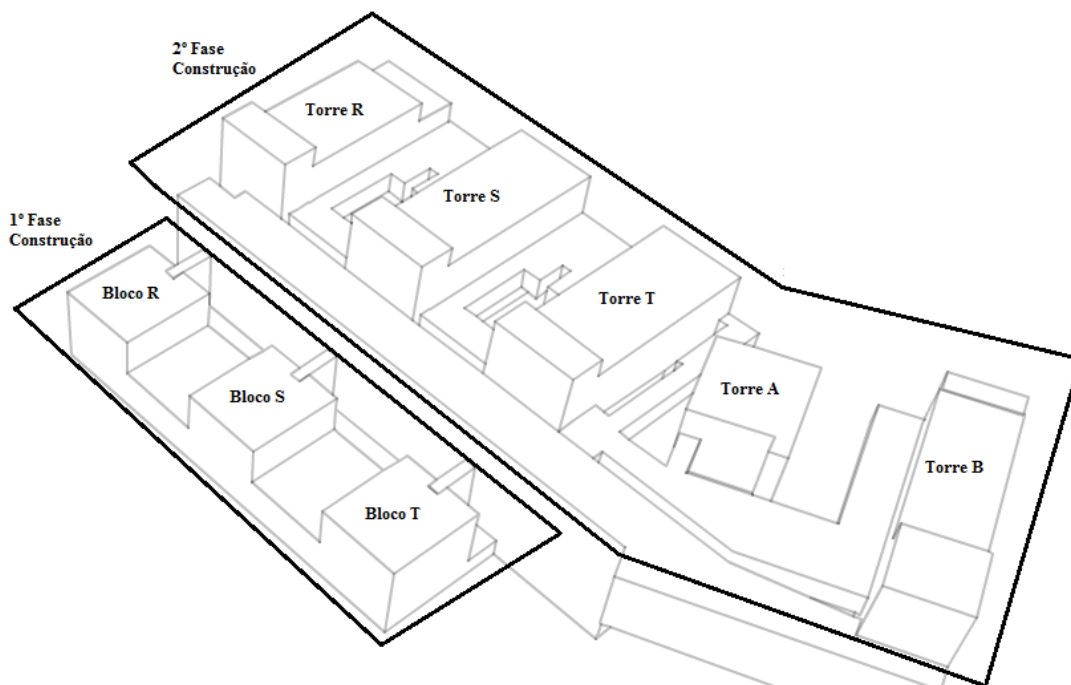 2º Fase
Construção
Torre R
Torre S
1º Fase
Construção
Bloco R
Torre T
Bloco S
Torre A
Torre B
Bloco T